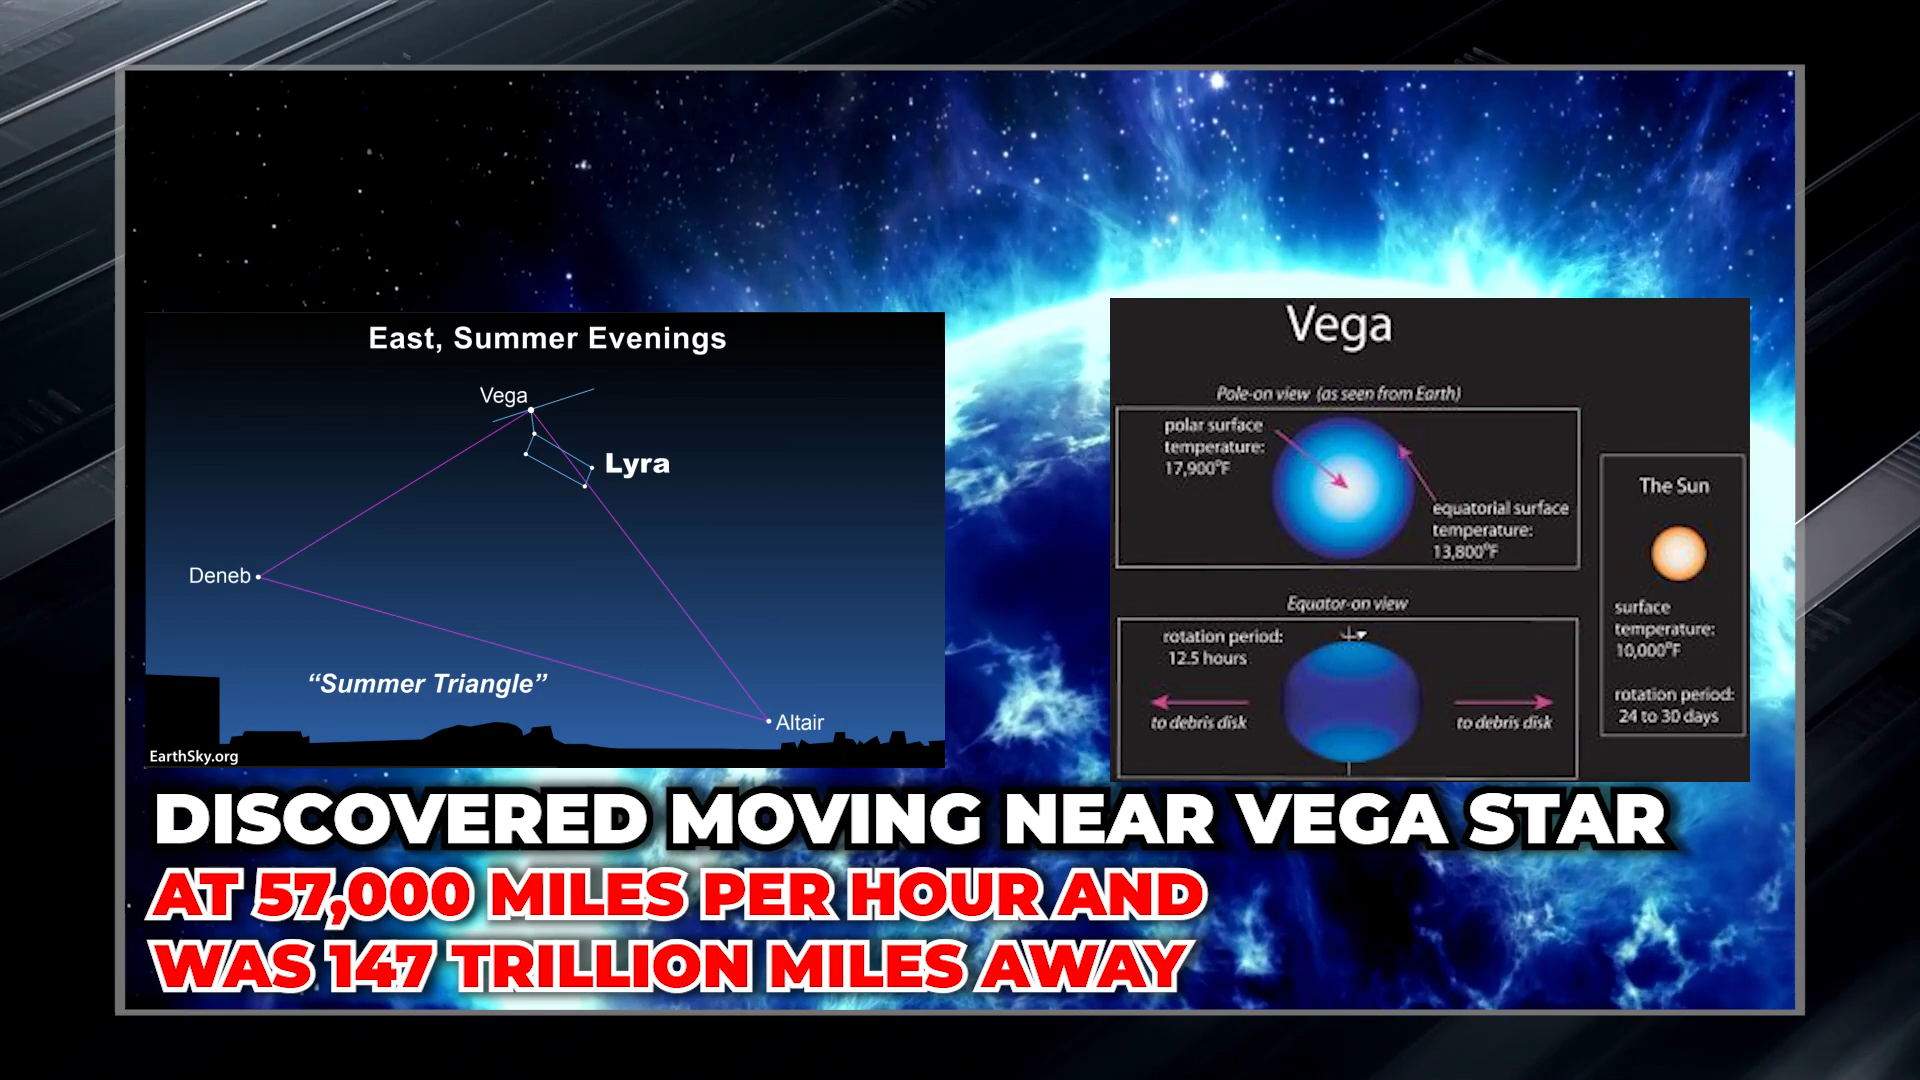 East, Summer Evenings
Vega
Lyra
Deneb
"Summer Triangle"
Altair
EarthSky.org
Vega
Pole-on view (as seen from Earth)
polar surface
temperature:
17,900°F
equatorial surface
temperature:
13,800°F
Equator-on view
rotation period:
12.5 hours
to debris disk
to debris disk
The Sun
surface
temperature:
10,000°F
rotation period:
24 to 30 days
DISCOVERED MOVING NEAR VEGA STAR
AT 57,000 MILES PER HOUR AND
WAS 147 TRILLION MILES AWAY